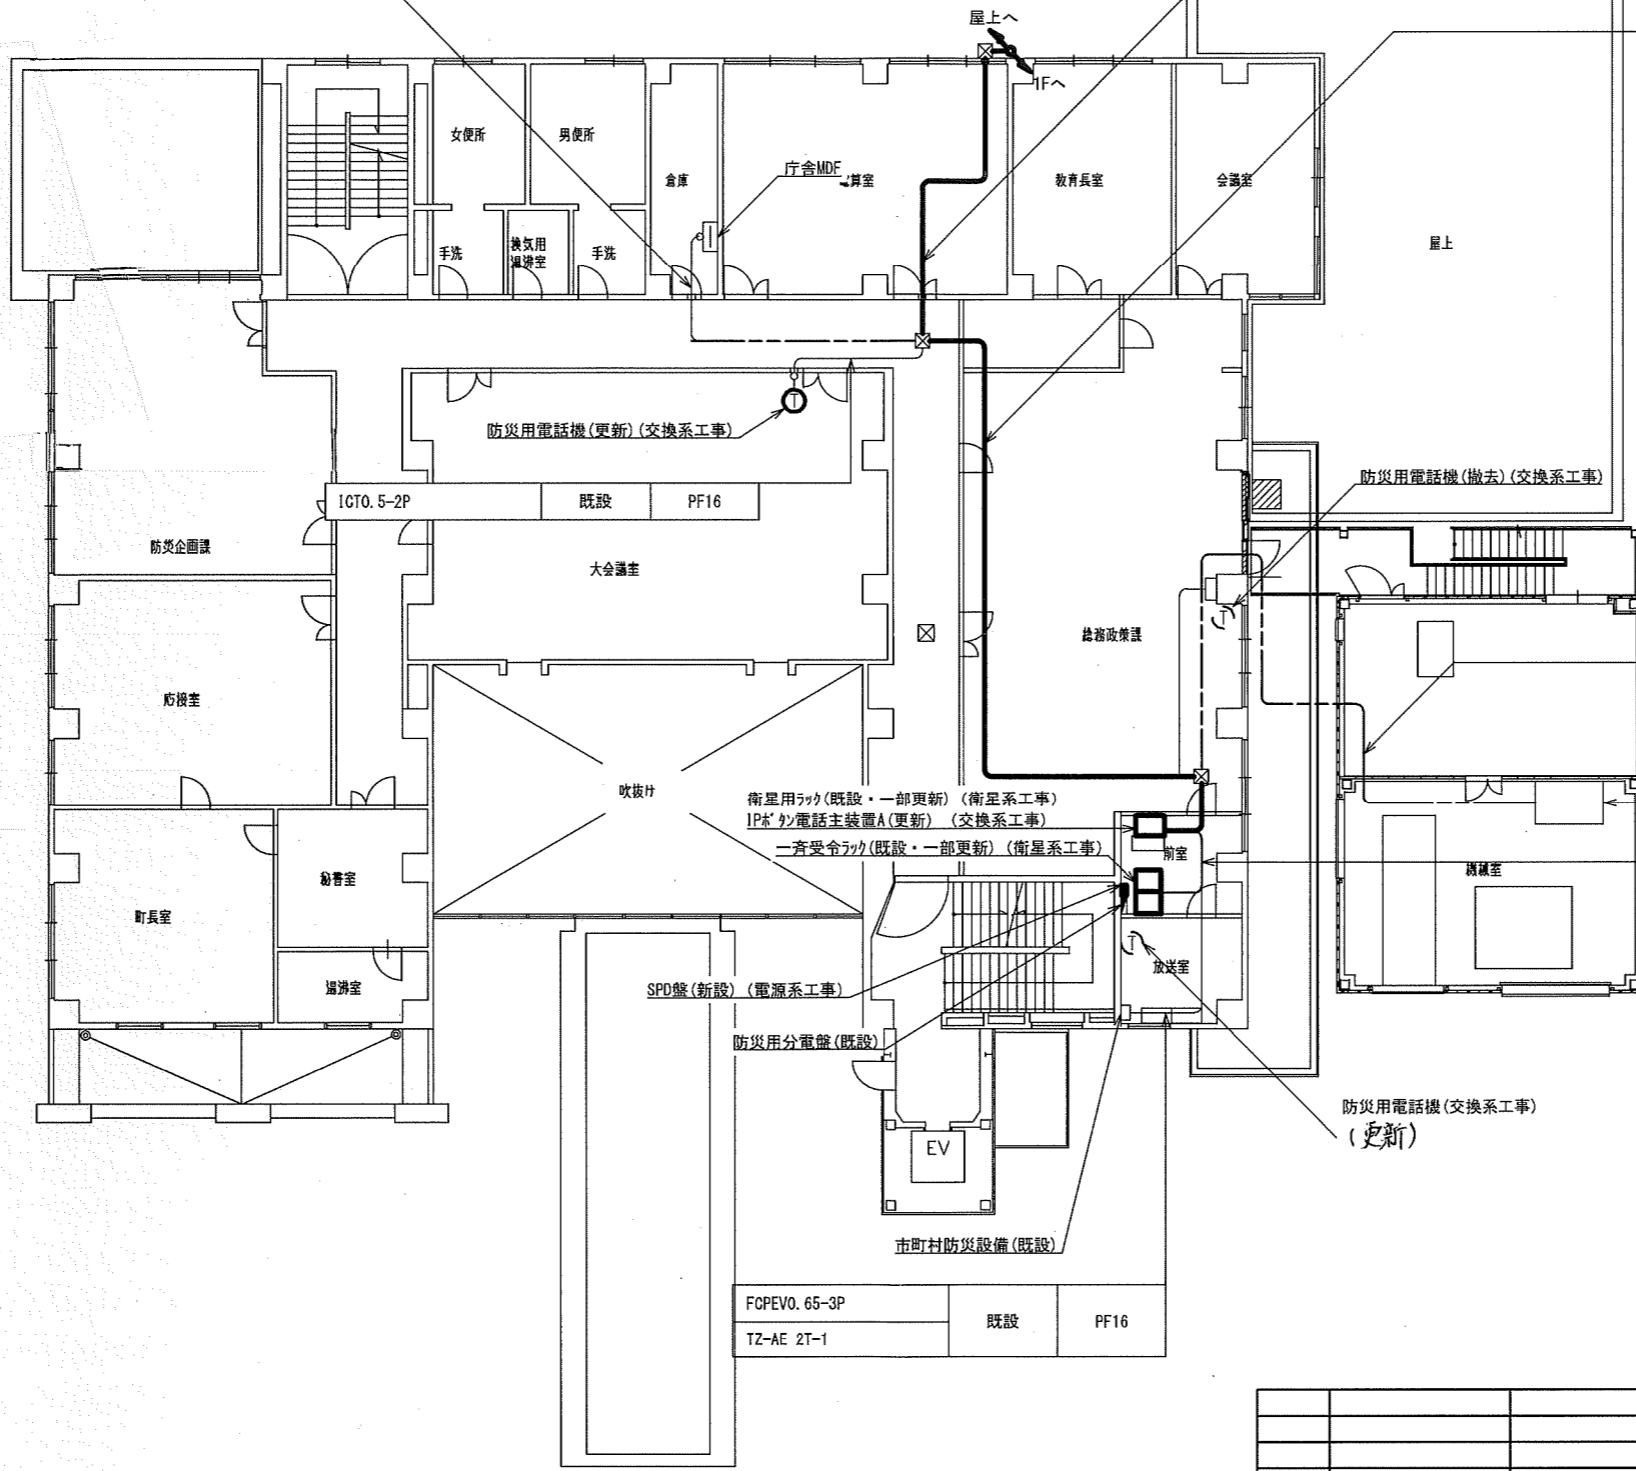 屋上へ
1Fへ
女便所
男便所
倉庫
庁舎MDF
算室
教育長室
会議室
屋上
手洗
換気用
湯沸室
手洗
防災用電話機(更新)(交換系工事)
防災用電話機(撤去)(交換系工事)
ICT0.5-2P 既設 PF16
防災企画課
大会議室
T
T
総務政策課
応接室
吹抜け
衛星用ラック(既設・一部更新)(衛星系工事)
IPボタン電話主装置A(更新) (交換系工事)
一斉受令ラック(既設・一部更新)(衛星系工事)
前室
機械室
秘書室
町長室
T
放送室
湯沸室
SPD盤(新設)(電源系工事)
防災用分電盤(既設)
防災用電話機(交換系工事)
(更新)
EV
市町村防災設備(既設)
FCPEV0.65-3P 既設 PF16
TZ-AE 2T-1